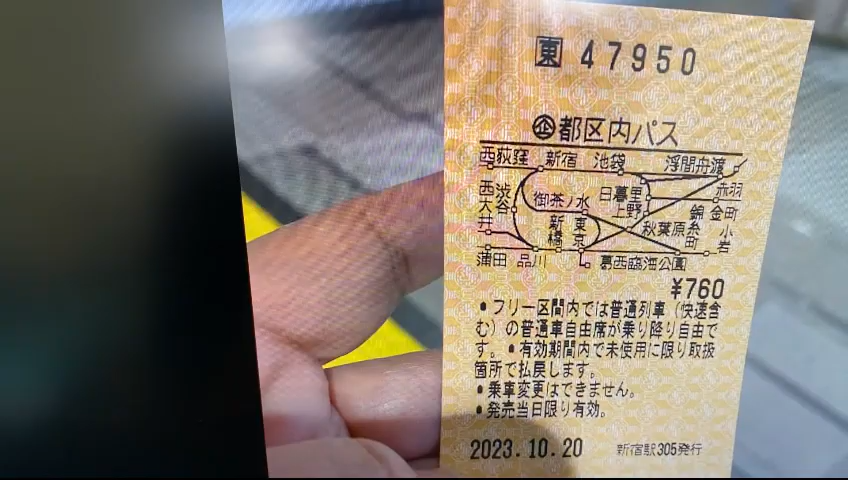 東 47950
企 都区内パス
西荻窪 新宿 池袋 浮間舟渡
西大井 渋谷 御茶ノ水 日暮里 赤羽
上野 錦糸町 金町
新橋 東京 秋葉原 小岩
蒲田 品川 葛西臨海公園
¥760
●フリー区間内では普通列車(快速含
む)の普通車自由席が乗り降り自由で
す。●有効期間内で未使用に限り取扱
箇所で払戻します。
●乗車変更はできません。
●発売当日限り有効。
2023.10.20 新宿駅305発行